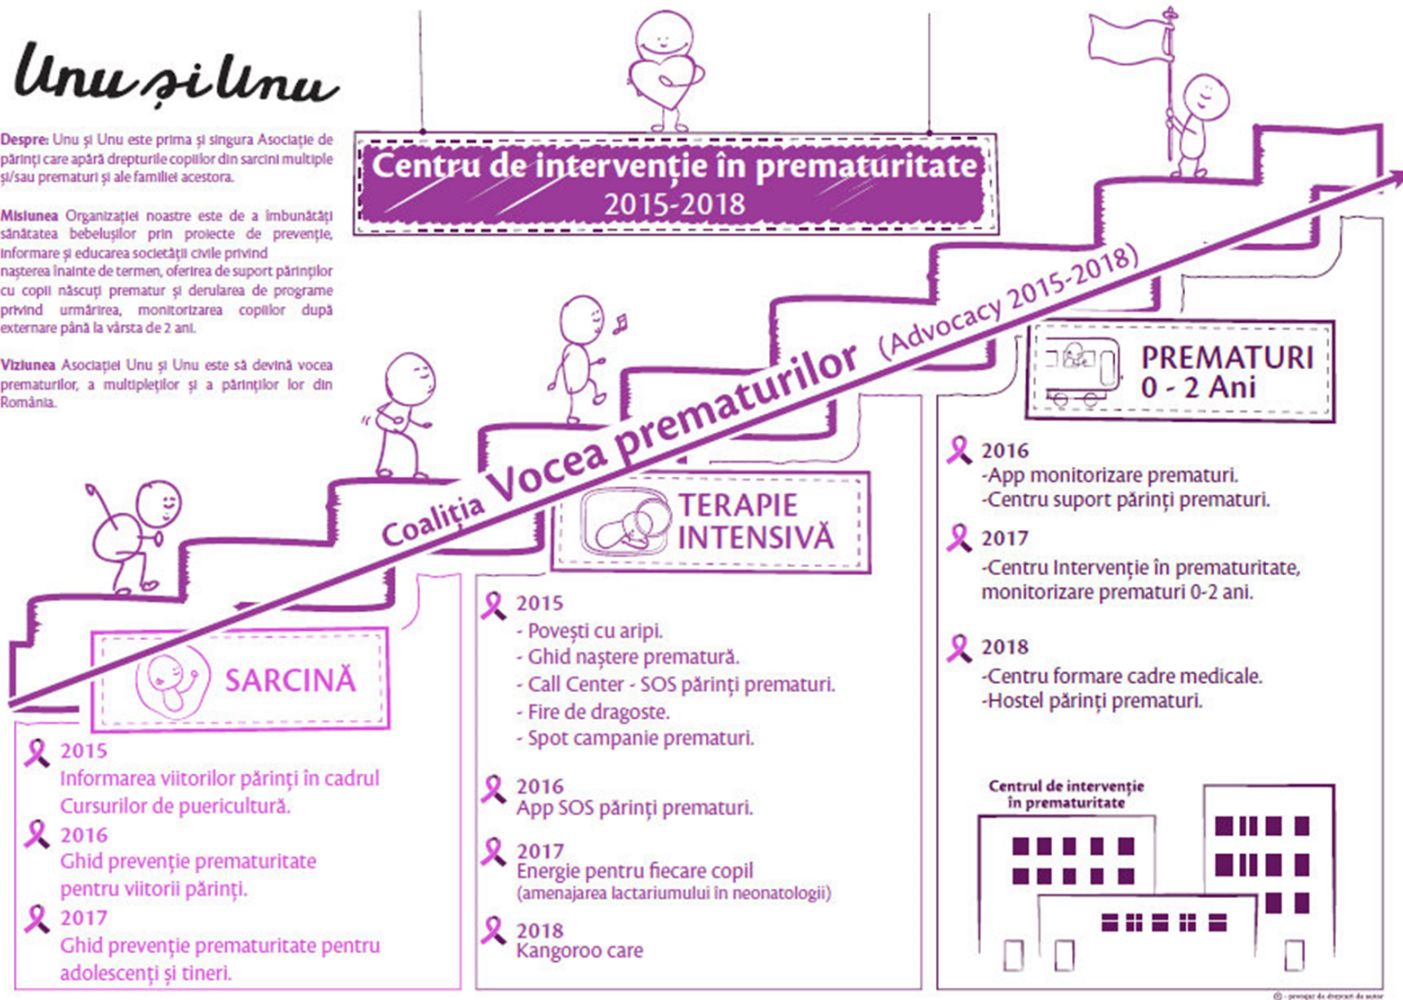 Unu și Unu
Despre: Unu și Unu este prima și singura Asociație de
părinți care apără drepturile copiilor din sarcini multiple
și/sau prematuri și ale familiei acestora.
Misiunea Organizației noastre este de a îmbunătăți
sănătatea bebelușilor prin proiecte de prevenție,
informare și educarea societății civile privind
nașterea înainte de termen, oferirea de suport părinților
cu copii născuți prematur și derularea de programe
privind urmărirea, monitorizarea copiilor după
externare până la vârsta de 2 ani.
Viziunea Asociației Unu și Unu este să devină vocea
prematurilor, a multipleților și a părinților lor din
România.
Centru de intervenție în prematuritate
2015-2018
Coaliția Vocea prematurilor (Advocacy 2015-2018)
SARCINĂ
2015
Informarea viitorilor părinți în cadrul
Cursurilor de puericultură.
2016
Ghid prevenție prematuritate
pentru viitorii părinți.
2017
Ghid prevenție prematuritate pentru
adolescenți și tineri.
TERAPIE
INTENSIVĂ
2015
- Povești cu aripi.
- Ghid naștere prematură.
- Call Center - SOS părinți prematuri.
- Fire de dragoste.
- Spot campanie prematuri.
2016
App SOS părinți prematuri.
2017
Energie pentru fiecare copil
(amenajarea lactariumului în neonatologii)
2018
Kangoroo care
PREMATURI
0 - 2 Ani
2016
-App monitorizare prematuri.
-Centru suport părinți prematuri.
2017
-Centru Intervenție în prematuritate,
monitorizare prematuri 0-2 ani.
2018
-Centru formare cadre medicale.
-Hostel părinți prematuri.
Centrul de intervenție
în prematuritate
© - protejat de drepturi de autor